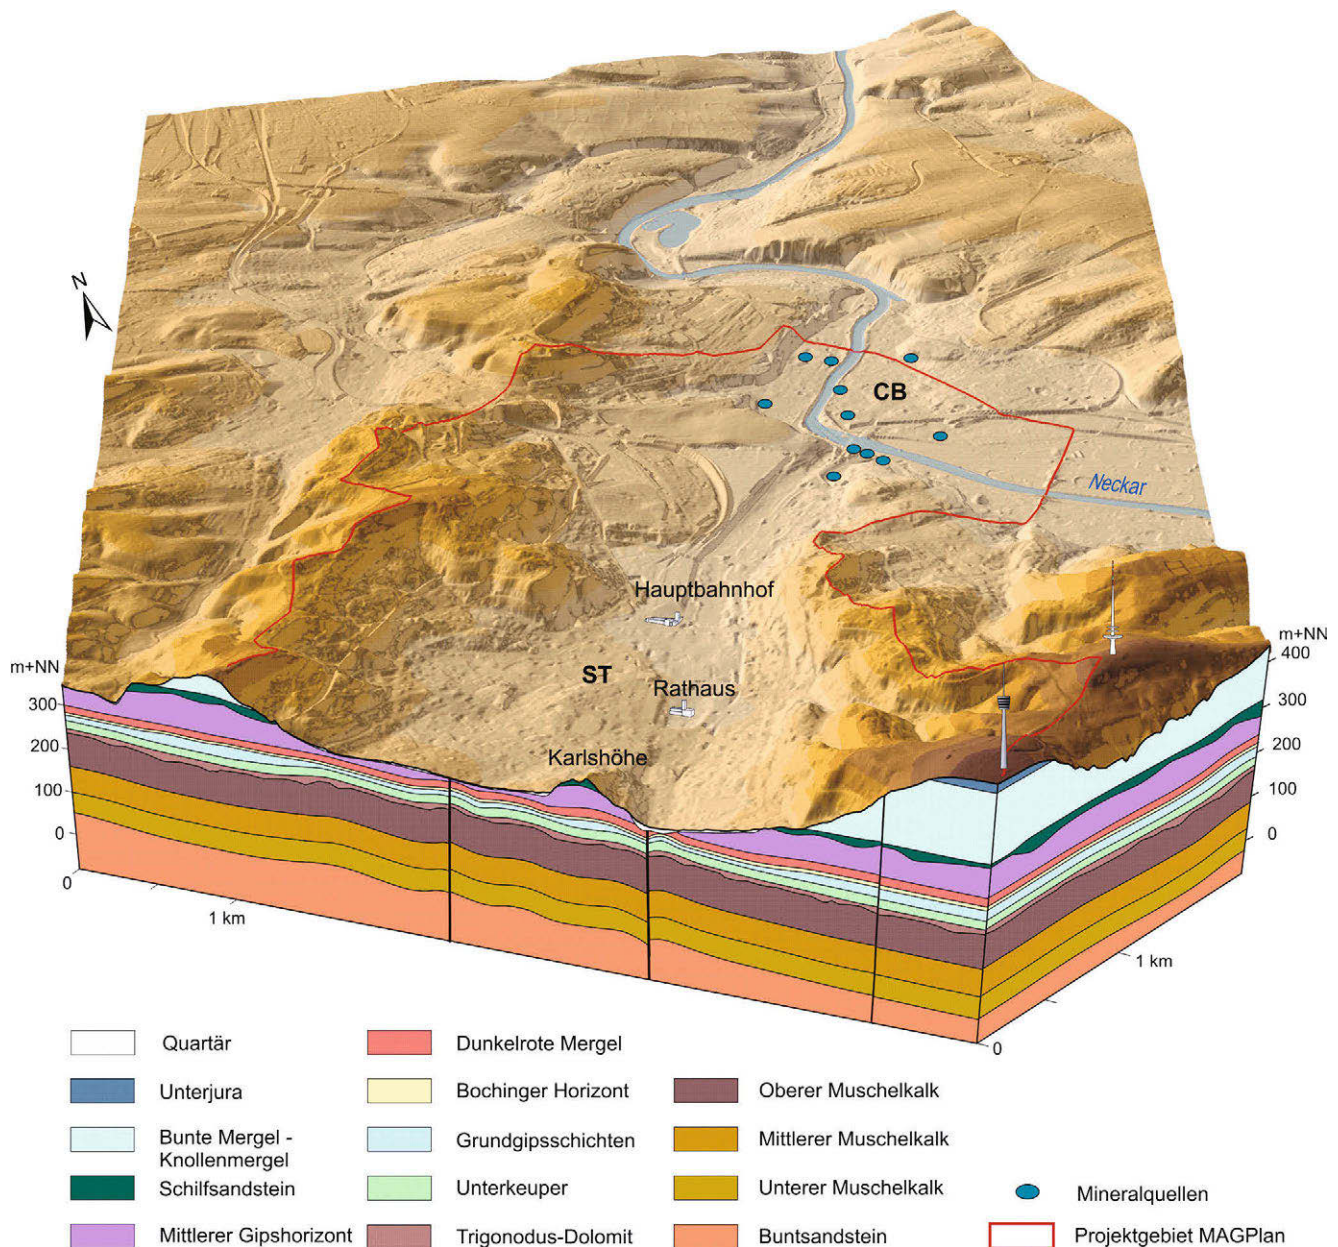 N
CB
Neckar
Hauptbahnhof
ST
Rathaus
Karlshöhe
m+NN
300
200
100
0
0
1 km
m+NN
400
300
200
100
0
1 km
0
Quartär
Unterjura
Bunte Mergel -
Knollenmergel
Schilfsandstein
Mittlerer Gipshorizont
Dunkelrote Mergel
Bochinger Horizont
Grundgipsschichten
Unterkeuper
Trigonodus-Dolomit
Oberer Muschelkalk
Mittlerer Muschelkalk
Unterer Muschelkalk
Buntsandstein
Mineralquellen
Projektgebiet MAGPlan